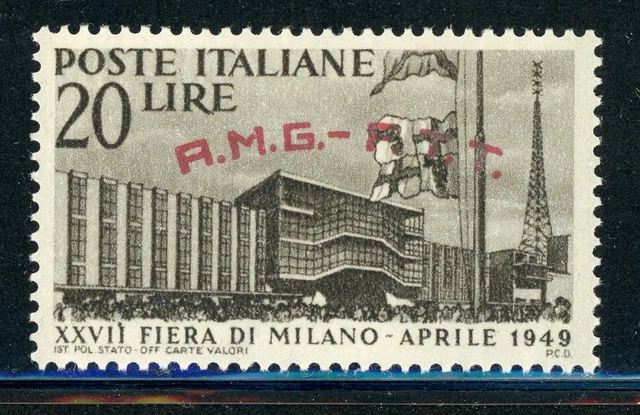 POSTE ITALIANE
20 LIRE
A.M.G.-F.T.T.
XXVII FIERA DI MILANO - APRILE 1949
IST. POL. STATO - OFF. CARTE VALORI P.C.D.